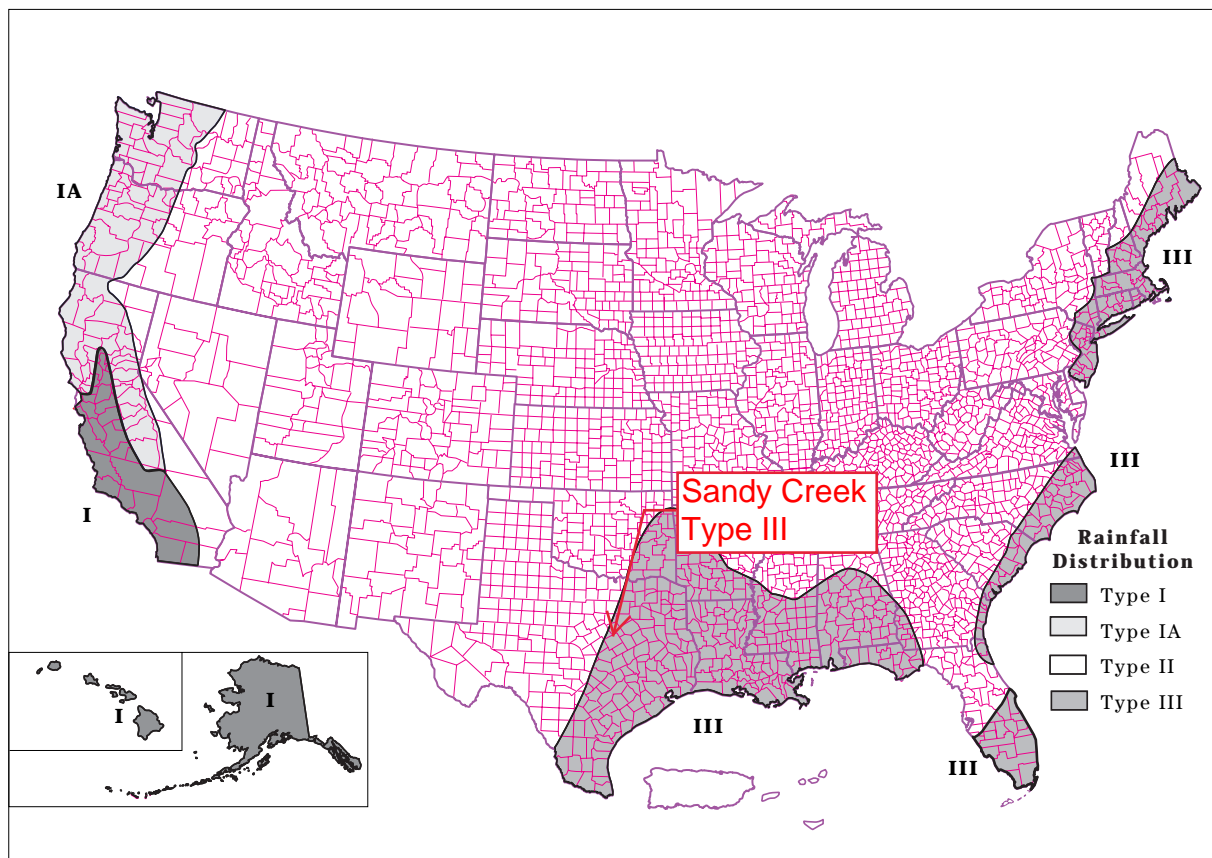 IA
III
Sandy Creek
Type III
III
I
Rainfall
Distribution
Type I
Type IA
Type II
Type III
I
I
III
III